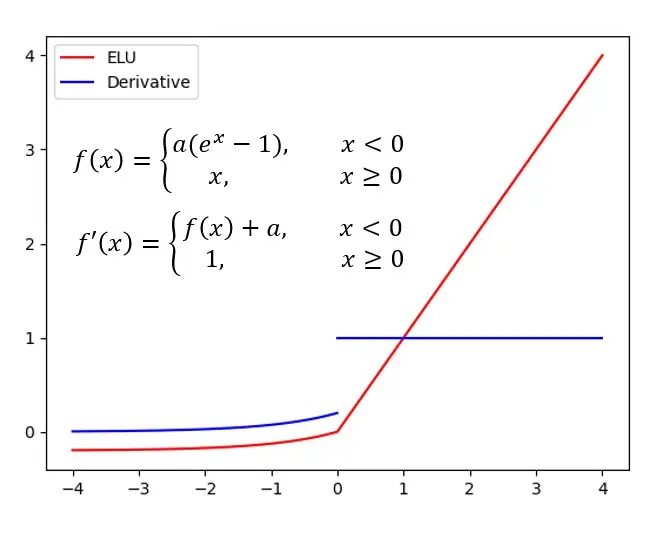 ELU
Derivative
f(x) = {a(eˣ − 1), x < 0
x, x ≥ 0
f′(x) = {f(x) + a, x < 0
1, x ≥ 0
4
3
2
1
0
−4 −3 −2 −1 0 1 2 3 4